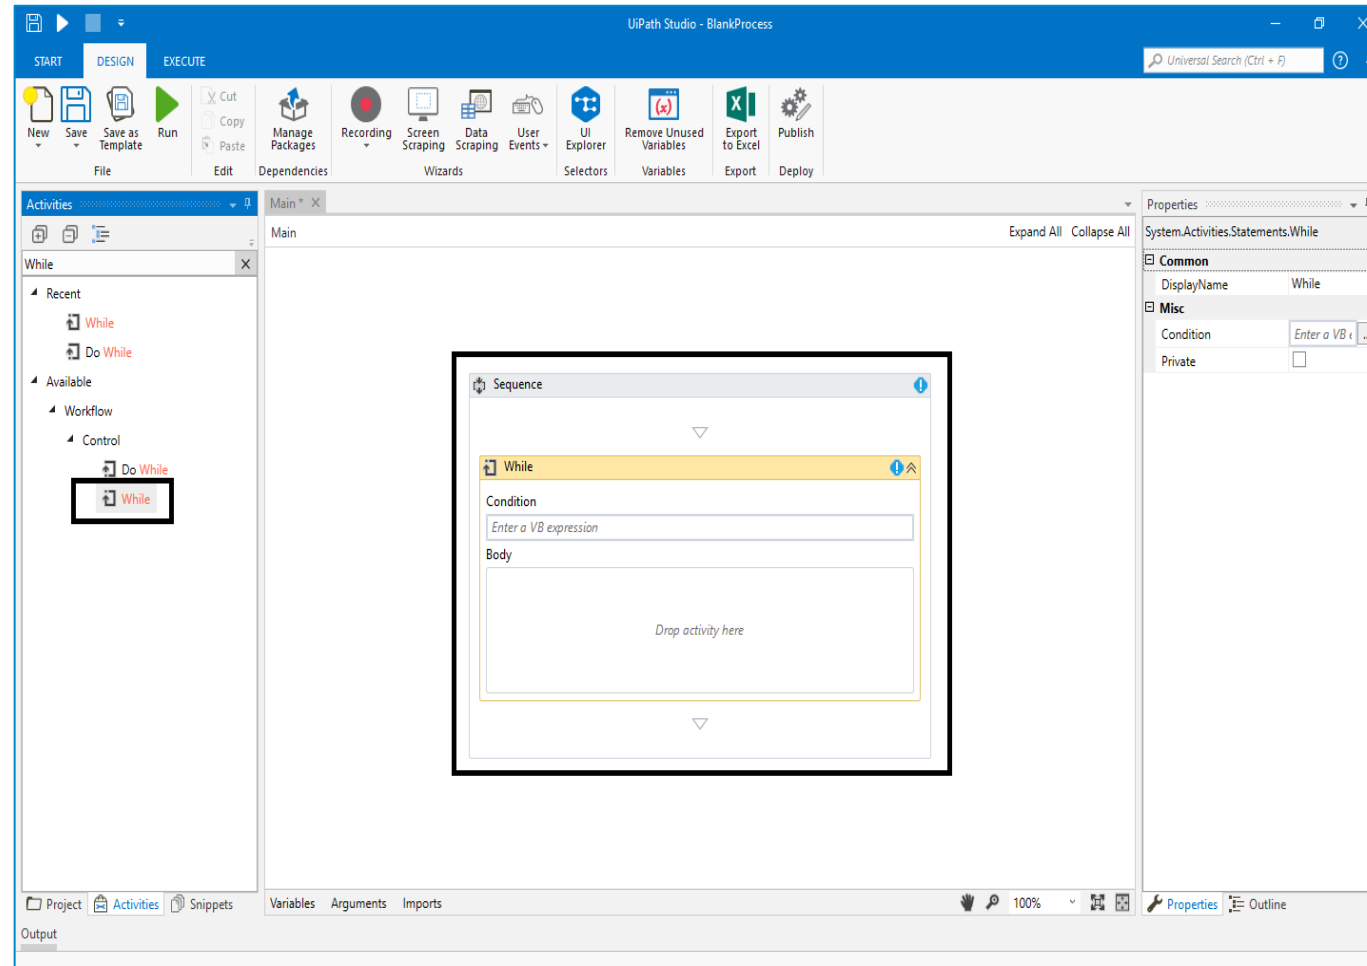 UiPath Studio - BlankProcess
START DESIGN EXECUTE
Universal Search (Ctrl + F)
New Save Save as Template Run
Cut
Copy
Paste
Manage Packages
Recording Screen Scraping Data Scraping User Events
UI Explorer
Remove Unused Variables
Export to Excel
Publish
File Edit Dependencies Wizards Selectors Variables Export Deploy
Activities
While
Recent
While
Do While
Available
Workflow
Control
Do While
While
Main*
Main Expand All Collapse All
Sequence
While
Condition
Enter a VB expression
Body
Drop activity here
Properties
System.Activities.Statements.While
Common
DisplayName While
Misc
Condition Enter a VB
Private
Project Activities Snippets
Variables Arguments Imports
100%
Properties Outline
Output